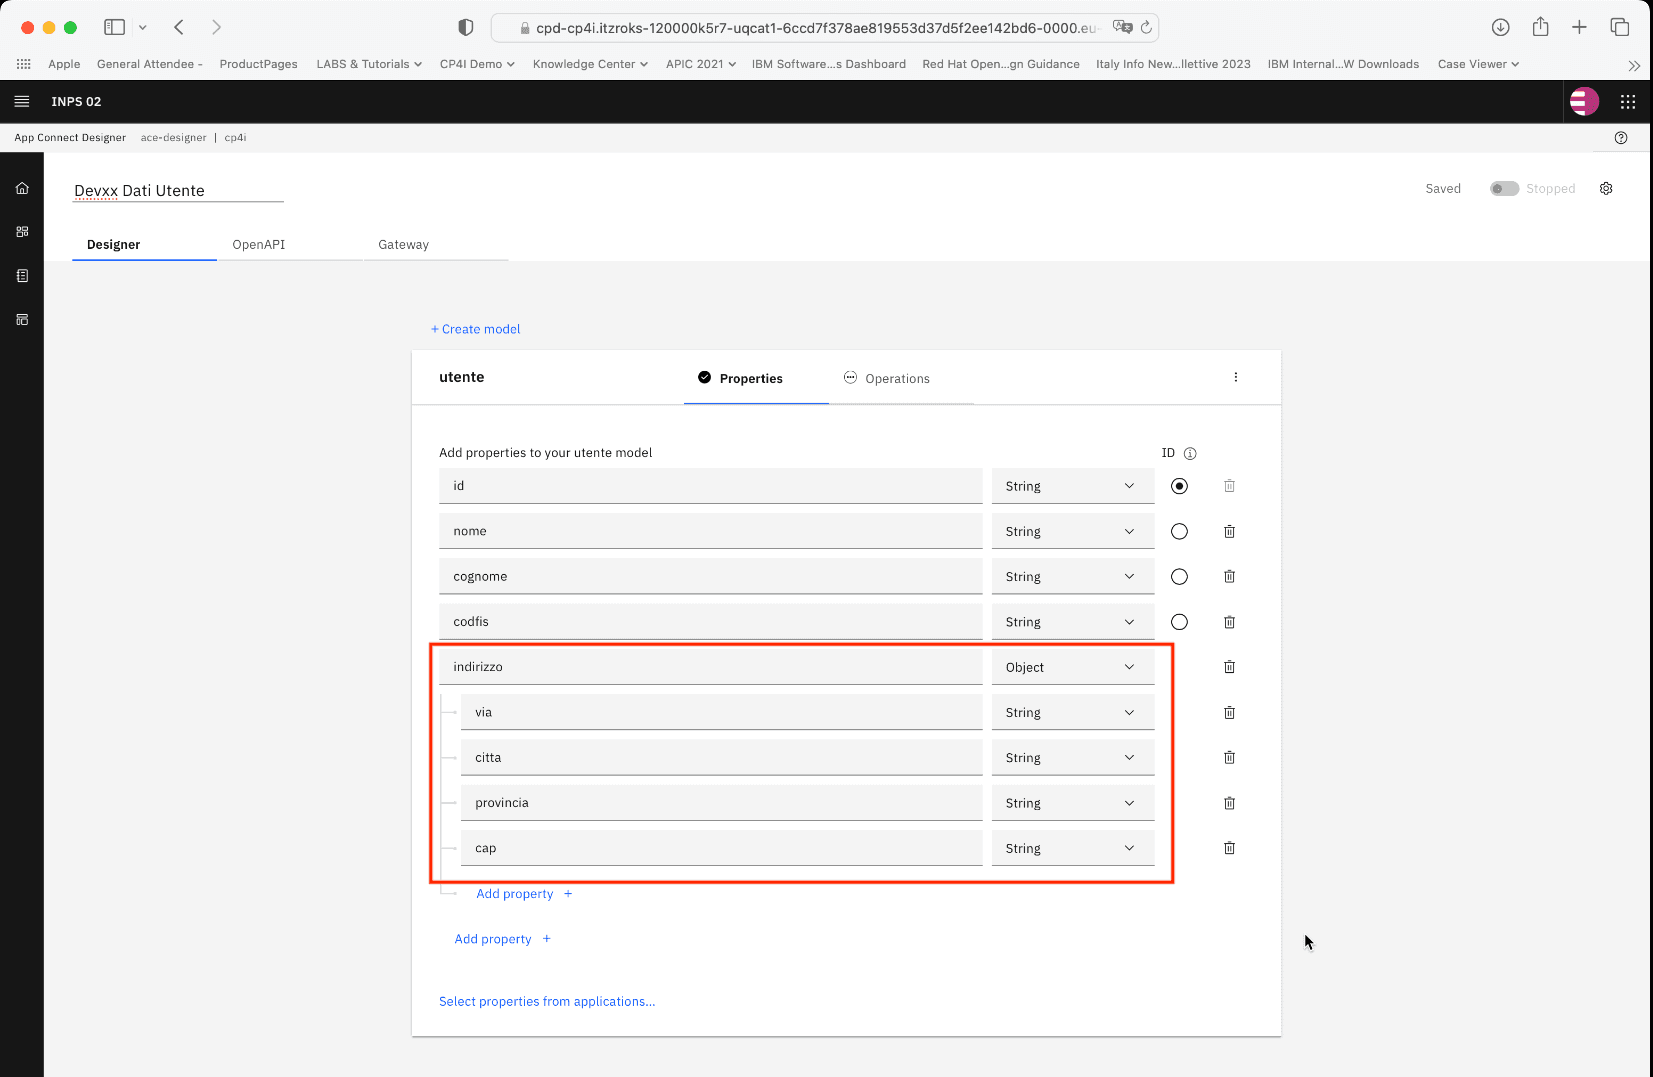 cpd-cp4i.itzroks-120000k5r7-uqcat1-6ccd7f378ae819553d37d5f2ee142bd6-0000.eu-
Apple General Attendee - ProductPages LABS & Tutorials CP4I Demo Knowledge Center APIC 2021 IBM Software...s Dashboard Red Hat Open...gn Guidance Italy Info New...llettive 2023 IBM Internal...W Downloads Case Viewer
INPS 02
App Connect Designer ace-designer | cp4i
Devxx Dati Utente
Saved Stopped
Designer OpenAPI Gateway
+ Create model
utente Properties Operations
Add properties to your utente model ID
id String
nome String
cognome String
codfis String
indirizzo Object
via String
citta String
provincia String
cap String
Add property +
Add property +
Select properties from applications...